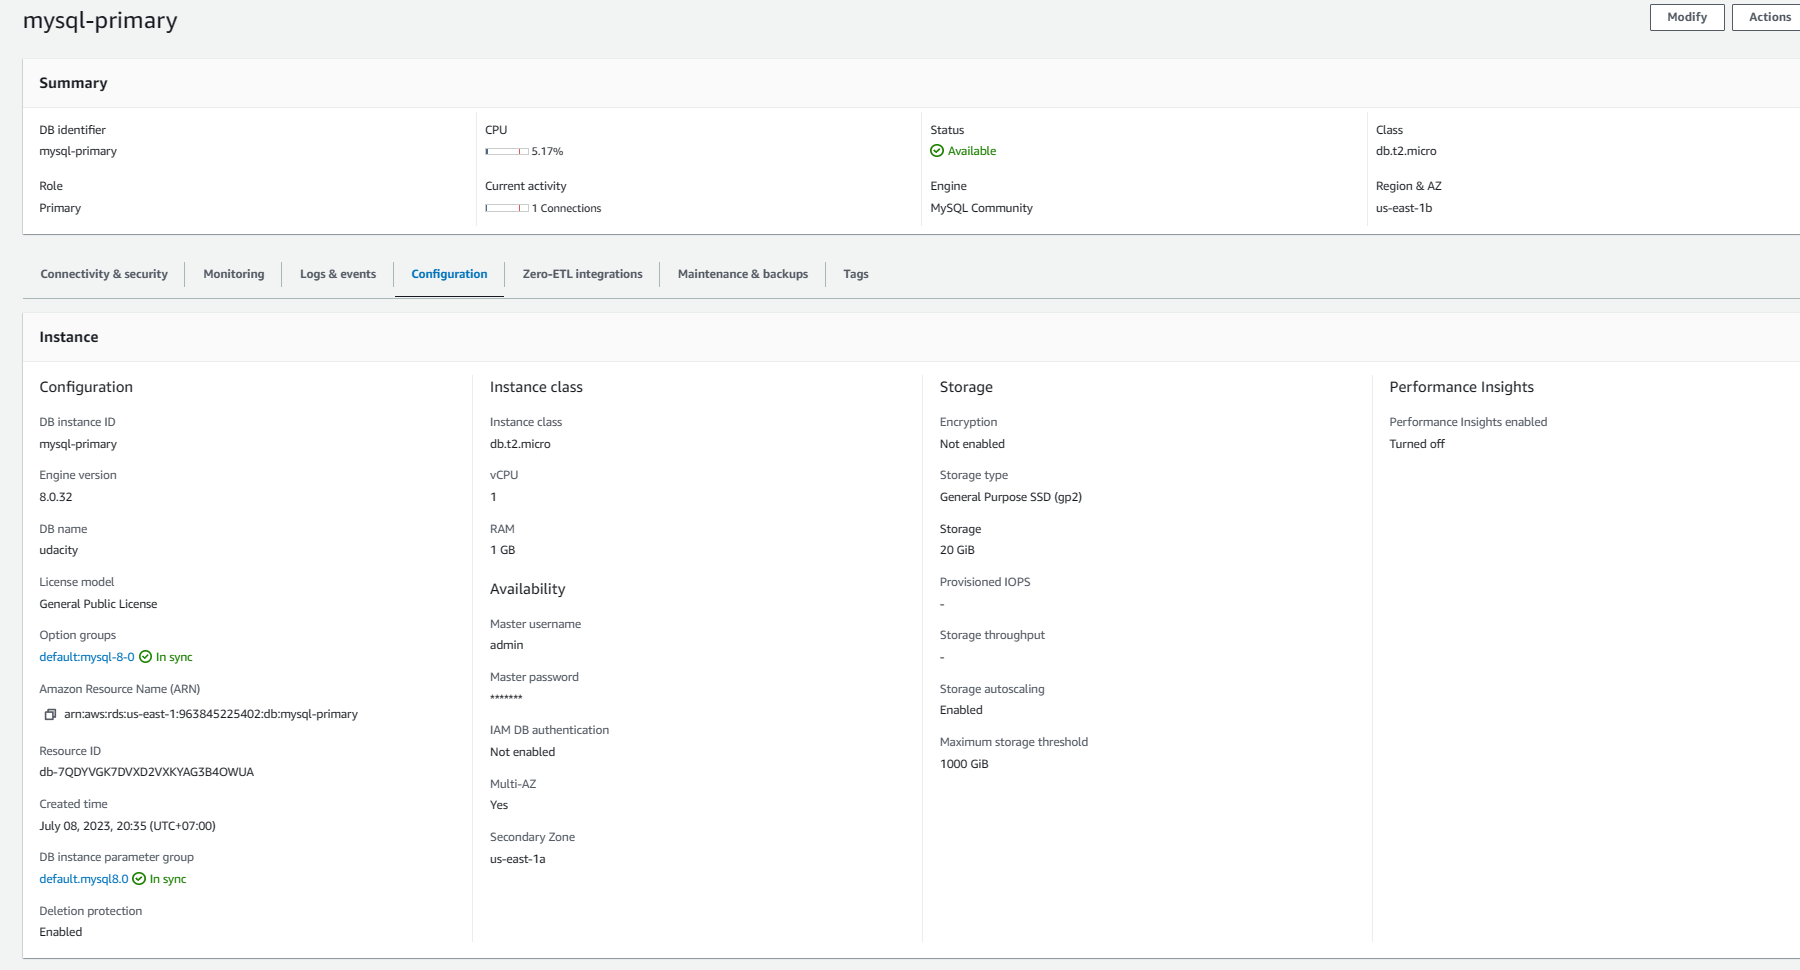 mysql-primary
Modify
Actions
Summary
DB identifier
mysql-primary
CPU
5.17%
Status
Available
Class
db.t2.micro
Role
Primary
Current activity
1 Connections
Engine
MySQL Community
Region & AZ
us-east-1b
Connectivity & security
Monitoring
Logs & events
Configuration
Zero-ETL integrations
Maintenance & backups
Tags
Instance
Configuration
DB instance ID
mysql-primary
Engine version
8.0.32
DB name
udacity
License model
General Public License
Option groups
default:mysql-8-0 In sync
Amazon Resource Name (ARN)
arn:aws:rds:us-east-1:963845225402:db:mysql-primary
Resource ID
db-7QDYVGK7DVXD2VXKYAG3B4OWUA
Created time
July 08, 2023, 20:35 (UTC+07:00)
DB instance parameter group
default.mysql8.0 In sync
Deletion protection
Enabled
Instance class
Instance class
db.t2.micro
vCPU
1
RAM
1 GB
Availability
Master username
admin
Master password
*******
IAM DB authentication
Not enabled
Multi-AZ
Yes
Secondary Zone
us-east-1a
Storage
Encryption
Not enabled
Storage type
General Purpose SSD (gp2)
Storage
20 GiB
Provisioned IOPS
-
Storage throughput
-
Storage autoscaling
Enabled
Maximum storage threshold
1000 GiB
Performance Insights
Performance Insights enabled
Turned off